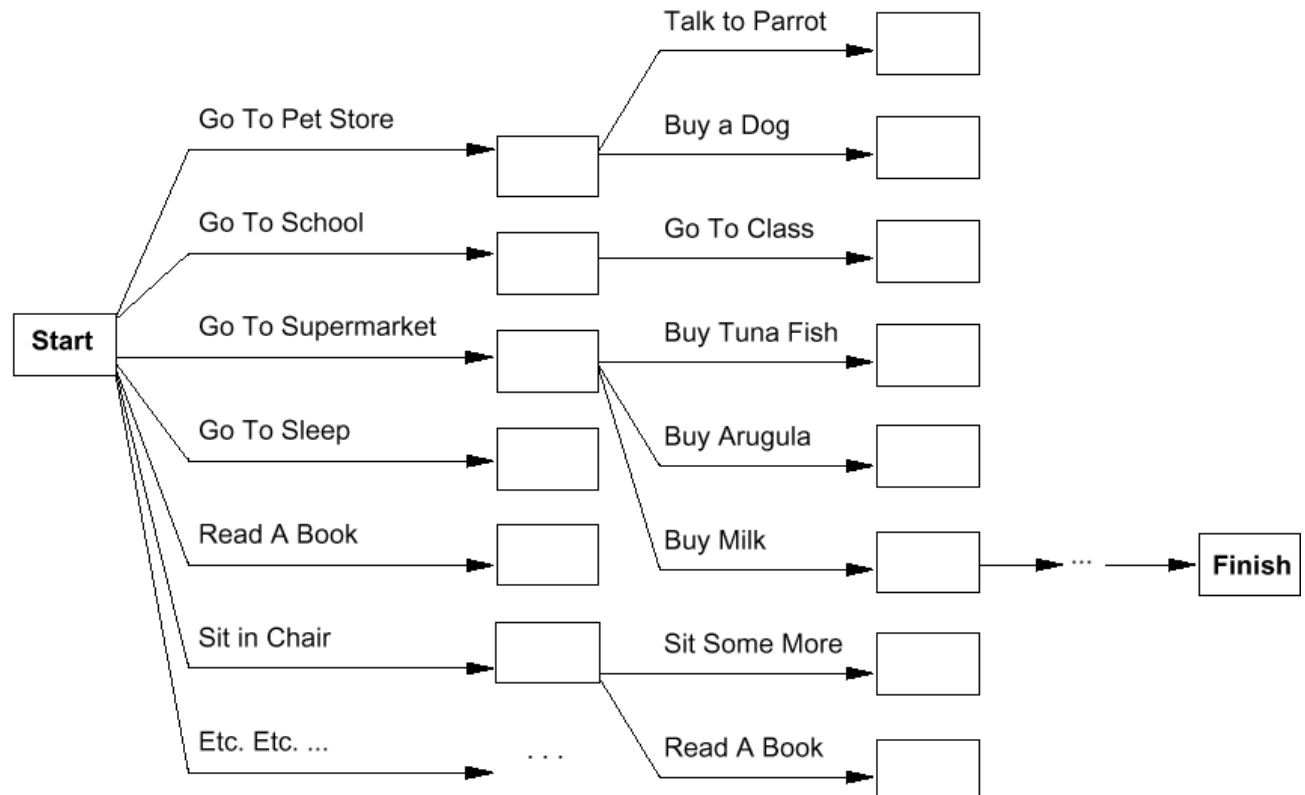 Talk to Parrot
Go To Pet Store
Buy a Dog
Go To School
Go To Class
Start
Go To Supermarket
Buy Tuna Fish
Go To Sleep
Buy Arugula
Read A Book
Buy Milk
...
Finish
Sit in Chair
Sit Some More
Etc. Etc. ...
. . .
Read A Book